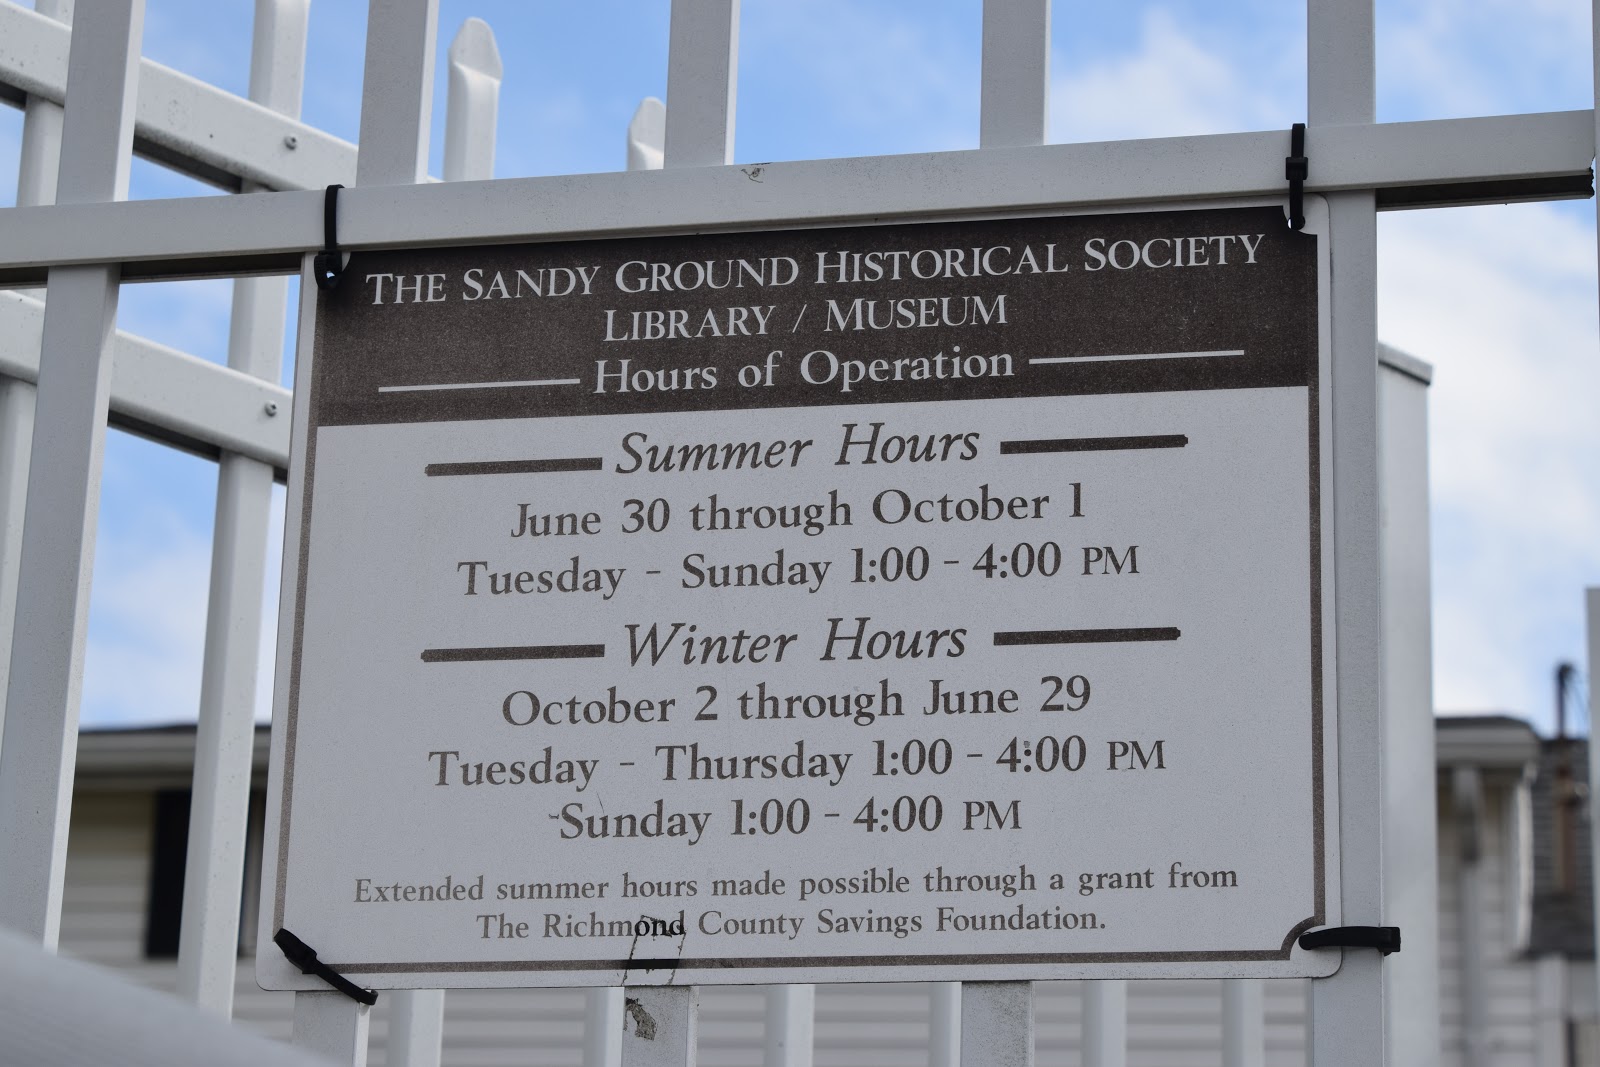 THE SANDY GROUND HISTORICAL SOCIETY
LIBRARY / MUSEUM
Hours of Operation
Summer Hours
June 30 through October 1
Tuesday - Sunday 1:00 - 4:00 PM
Winter Hours
October 2 through June 29
Tuesday - Thursday 1:00 - 4:00 PM
Sunday 1:00 - 4:00 PM
Extended summer hours made possible through a grant from
The Richmond County Savings Foundation.